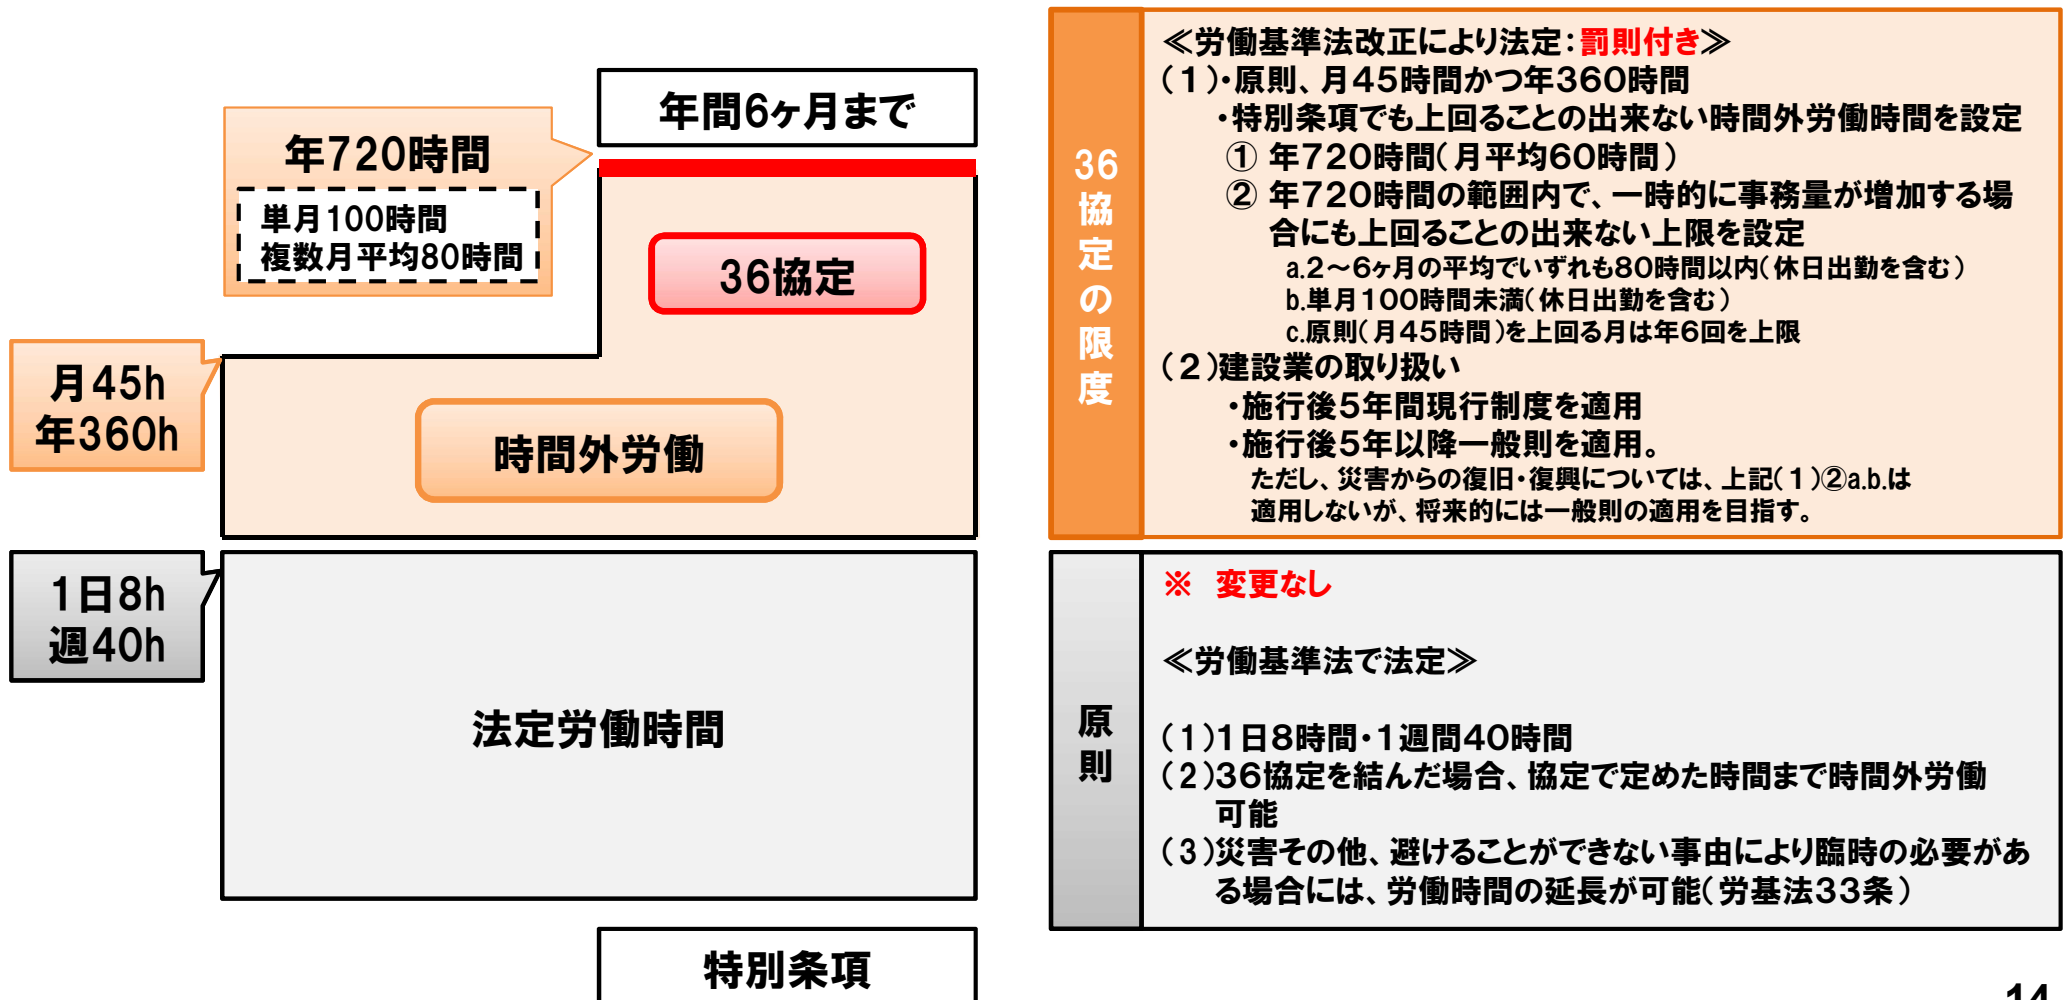 年間6ヶ月まで
年720時間
単月100時間
複数月平均80時間
36協定
月45h
年360h
時間外労働
1日8h
週40h
法定労働時間
特別条項
36協定の限度
≪労働基準法改正により法定：罰則付き≫
（１）・原則、月４５時間かつ年３６０時間
・特別条項でも上回ることの出来ない時間外労働時間を設定
① 年７２０時間（月平均６０時間）
② 年７２０時間の範囲内で、一時的に事務量が増加する場
合にも上回ることの出来ない上限を設定
a.２～６ヶ月の平均でいずれも８０時間以内（休日出勤を含む）
b.単月１００時間未満（休日出勤を含む）
c.原則（月４５時間）を上回る月は年６回を上限
（２）建設業の取り扱い
・施行後５年間現行制度を適用
・施行後５年以降一般則を適用。
ただし、災害からの復旧・復興については、上記（１）②a.b.は
適用しないが、将来的には一般則の適用を目指す。
原則
※　変更なし
≪労働基準法で法定≫
（１）１日８時間・１週間４０時間
（２）３６協定を結んだ場合、協定で定めた時間まで時間外労働
可能
（３）災害その他、避けることができない事由により臨時の必要があ
る場合には、労働時間の延長が可能（労基法３３条）
14